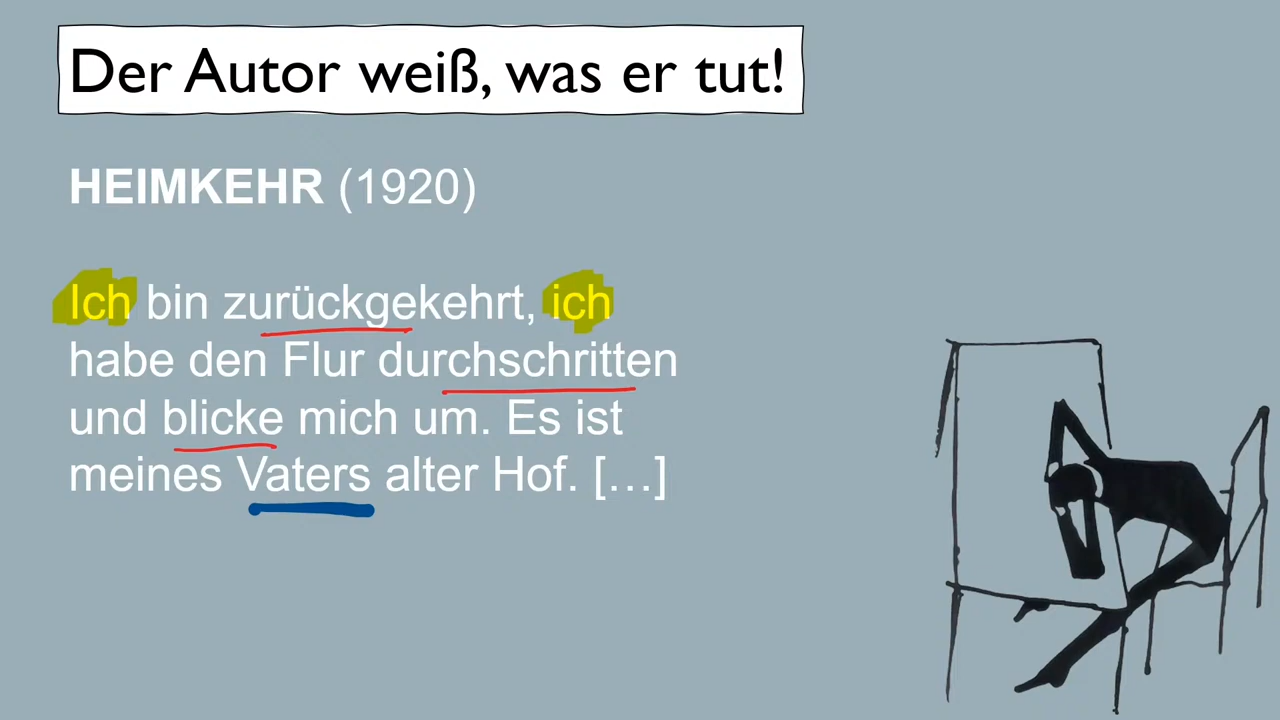 Der Autor weiß, was er tut!
HEIMKEHR (1920)
Ich bin zurückgekehrt, ich
habe den Flur durchschritten
und blicke mich um. Es ist
meines Vaters alter Hof. [...]